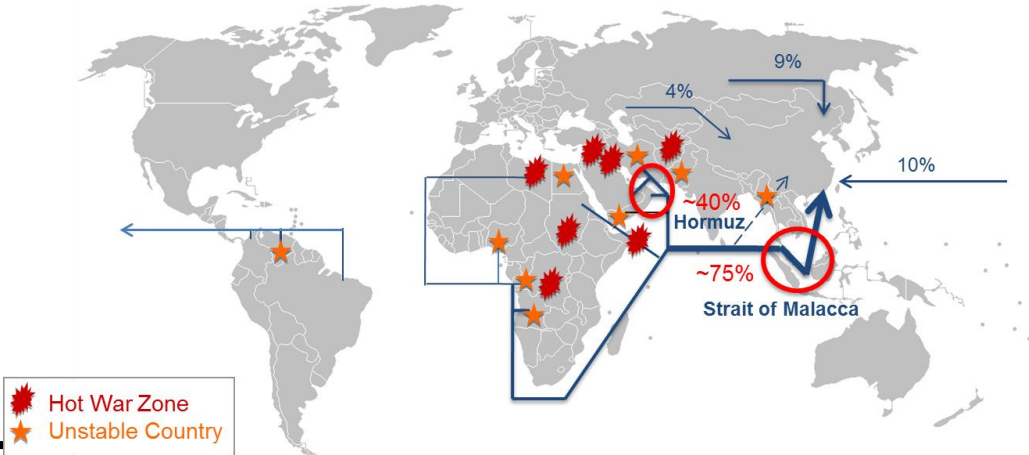 9%
4%
10%
~40%
Hormuz
~75%
Strait of Malacca
Hot War Zone
Unstable Country